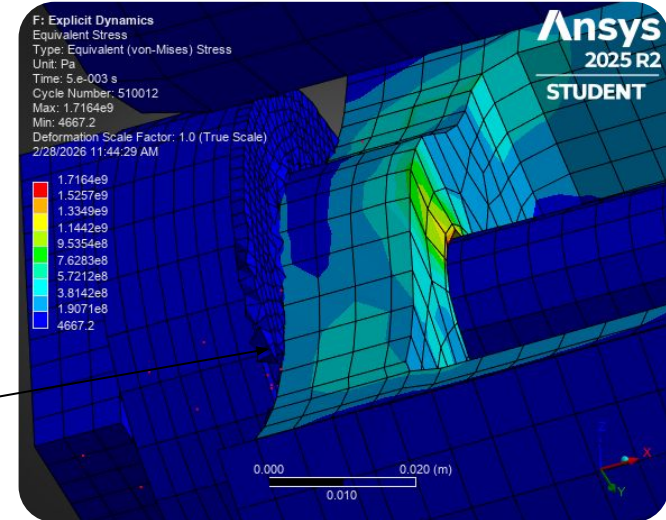 F: Explicit Dynamics
Equivalent Stress
Type: Equivalent (von-Mises) Stress
Unit: Pa
Time: 5.e-003 s
Cycle Number: 510012
Max: 1.7164e9
Min: 4667.2
Deformation Scale Factor: 1.0 (True Scale)
2/28/2026 11:44:29 AM
Ansys
2025 R2
STUDENT
1.7164e9
1.5257e9
1.3349e9
1.1442e9
9.5354e8
7.6283e8
5.7212e8
3.8142e8
1.9071e8
4667.2
0.000 0.020 (m)
0.010
X
Y